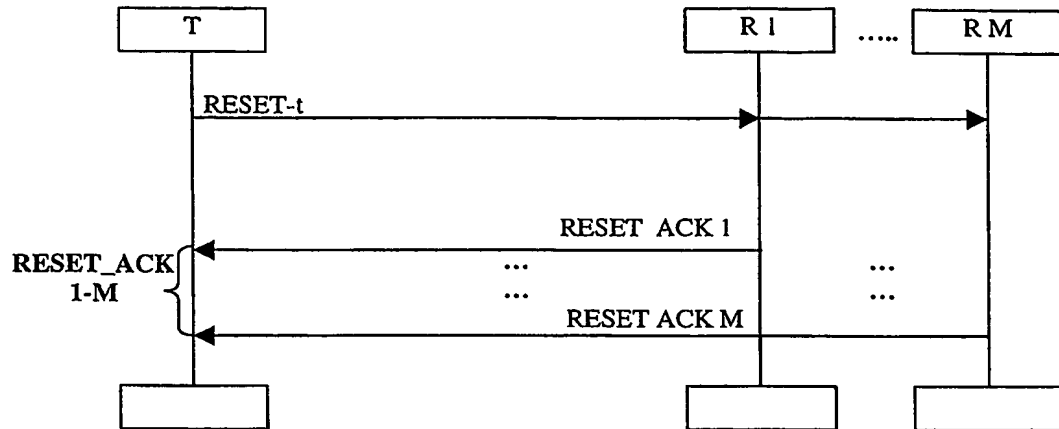 T
R 1
.....
R M
RESET-t
RESET ACK 1
RESET_ACK
1-M
...
...
...
...
RESET ACK M